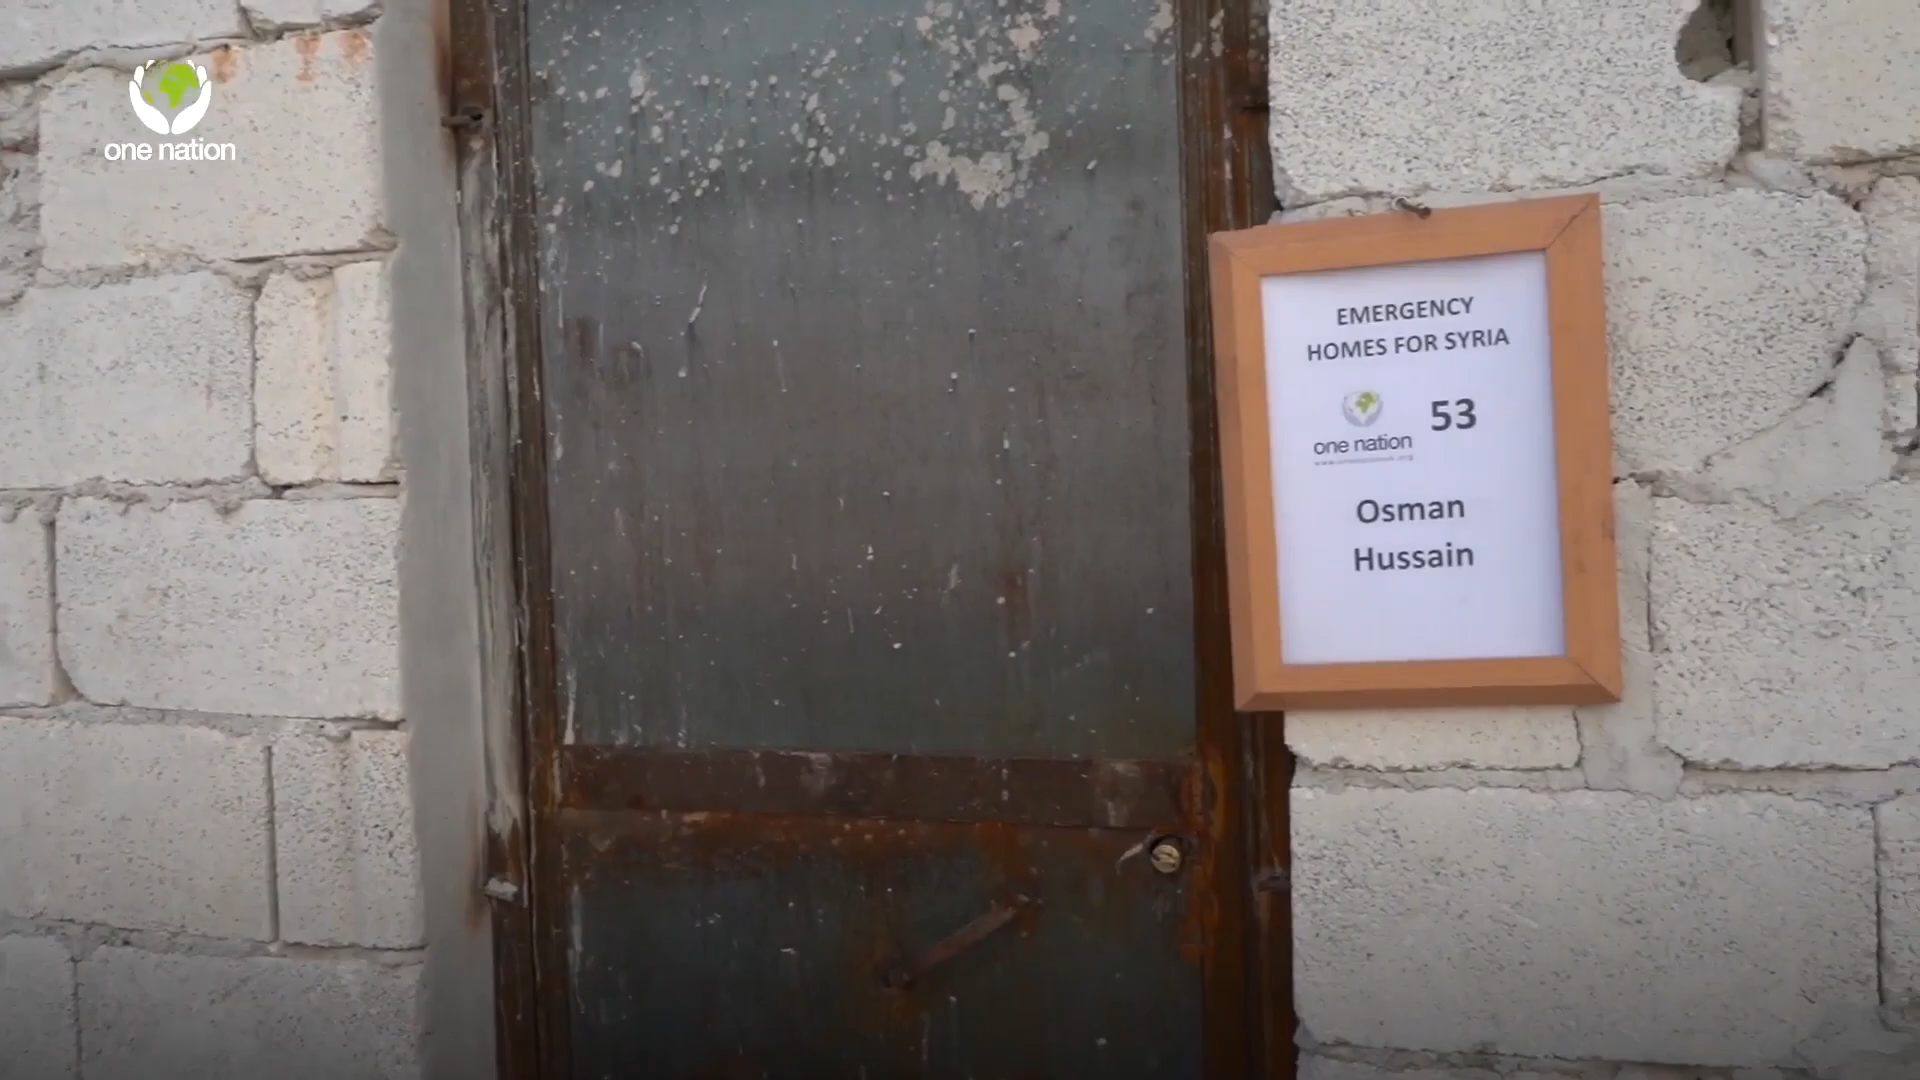 one nation
EMERGENCY
HOMES FOR SYRIA
53
one nation
Osman
Hussain